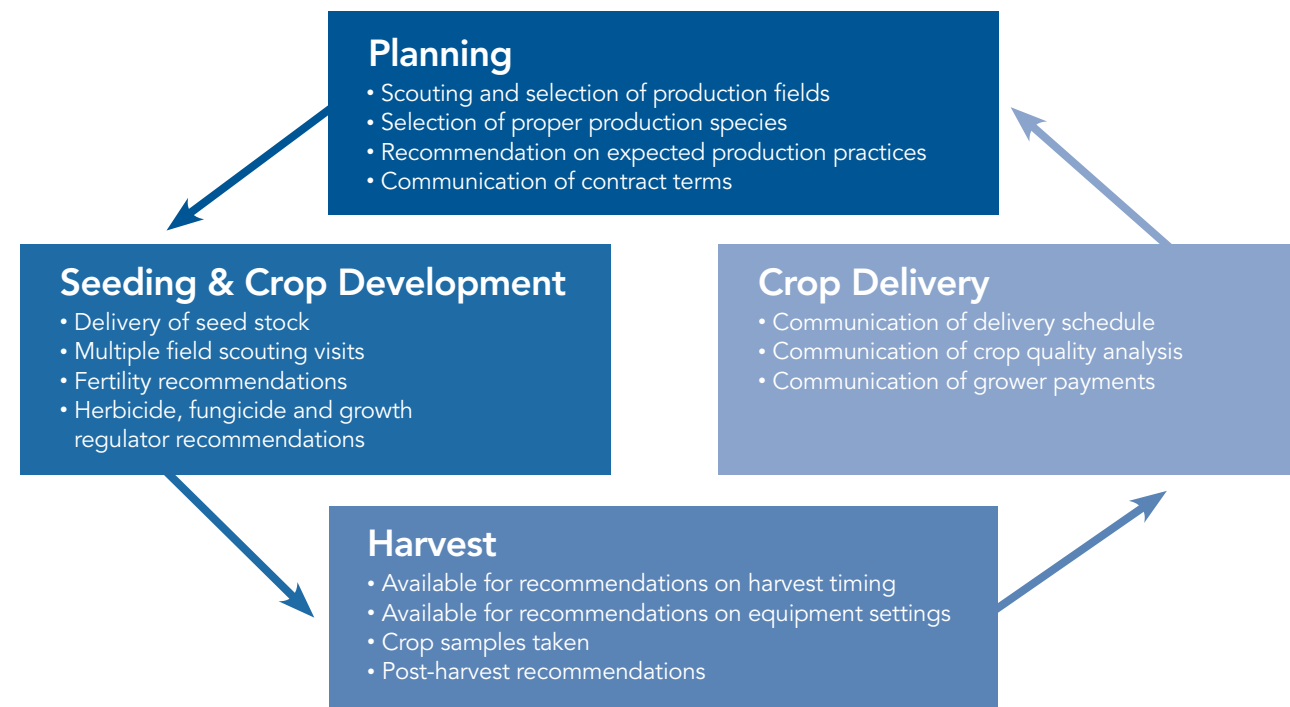 Planning
• Scouting and selection of production fields
• Selection of proper production species
• Recommendation on expected production practices
• Communication of contract terms
Seeding & Crop Development
• Delivery of seed stock
• Multiple field scouting visits
• Fertility recommendations
• Herbicide, fungicide and growth
regulator recommendations
Crop Delivery
• Communication of delivery schedule
• Communication of crop quality analysis
• Communication of grower payments
Harvest
• Available for recommendations on harvest timing
• Available for recommendations on equipment settings
• Crop samples taken
• Post-harvest recommendations